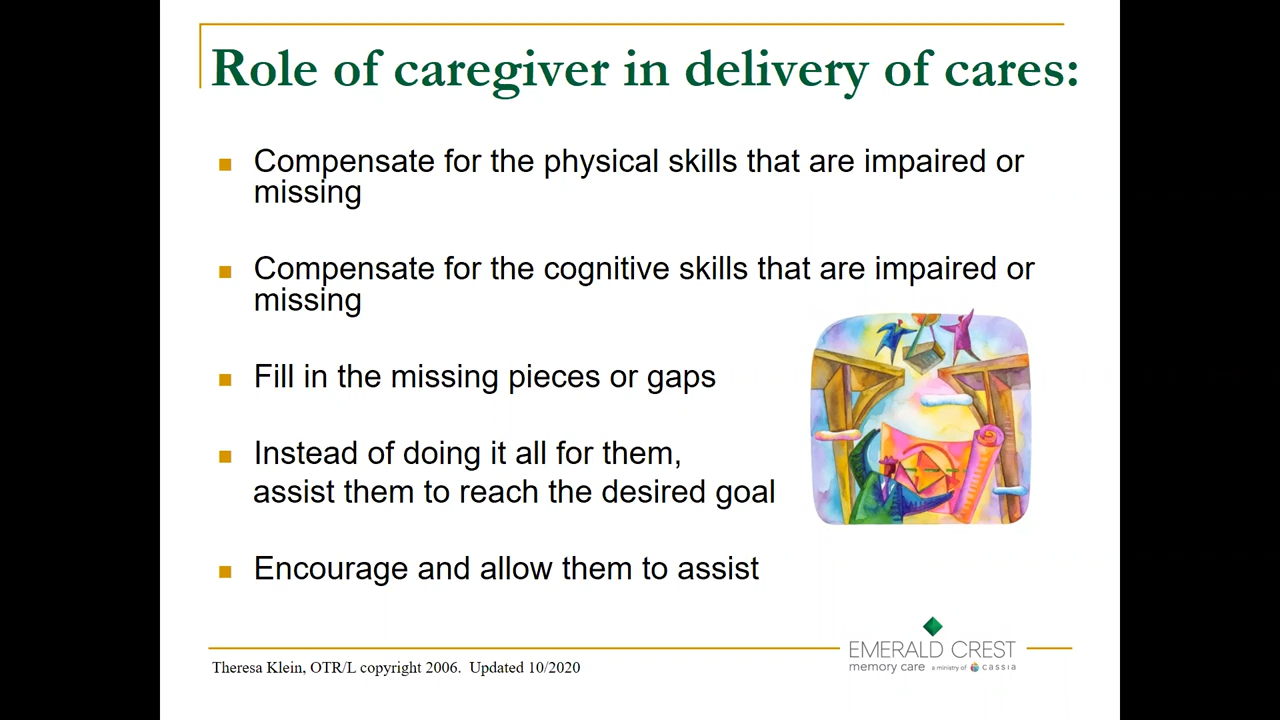 Role of caregiver in delivery of cares:
Compensate for the physical skills that are impaired or
missing
Compensate for the cognitive skills that are impaired or
missing
Fill in the missing pieces or gaps
Instead of doing it all for them,
assist them to reach the desired goal
Encourage and allow them to assist
Theresa Klein, OTR/L copyright 2006.  Updated 10/2020
EMERALD CREST
memory care a ministry of cassia